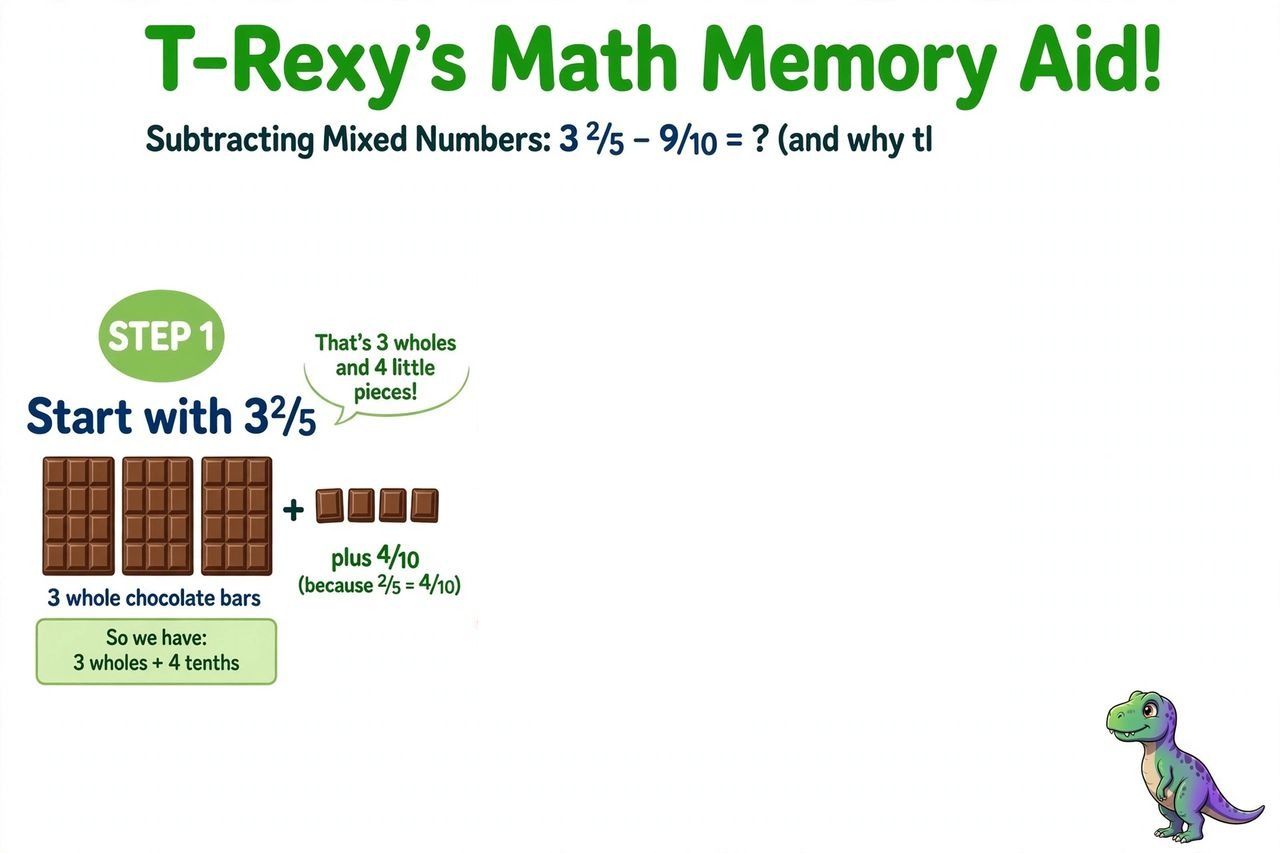 T-Rexy's Math Memory Aid!
Subtracting Mixed Numbers: 3 ²/₅ – 9/10 = ? (and why tl
STEP 1
That's 3 wholes
and 4 little
pieces!
Start with 3²/₅
+
plus 4/10
(because ²/₅ = 4/10)
3 whole chocolate bars
So we have:
3 wholes + 4 tenths